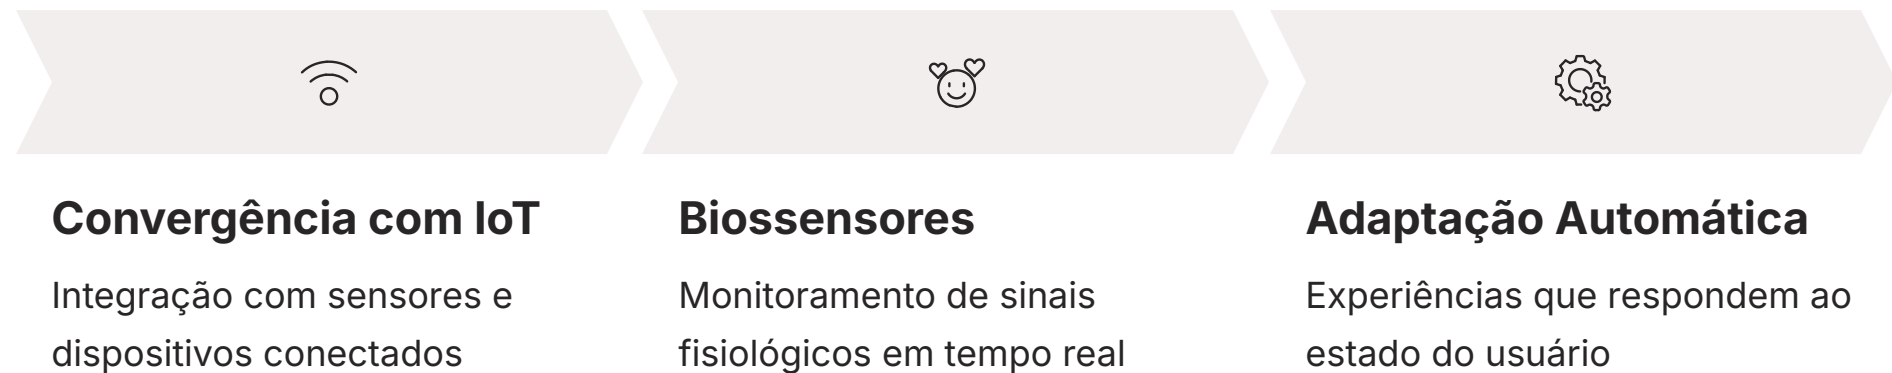 Convergência com IoT
Integração com sensores e
dispositivos conectados
Biossensores
Monitoramento de sinais
fisiológicos em tempo real
Adaptação Automática
Experiências que respondem ao
estado do usuário